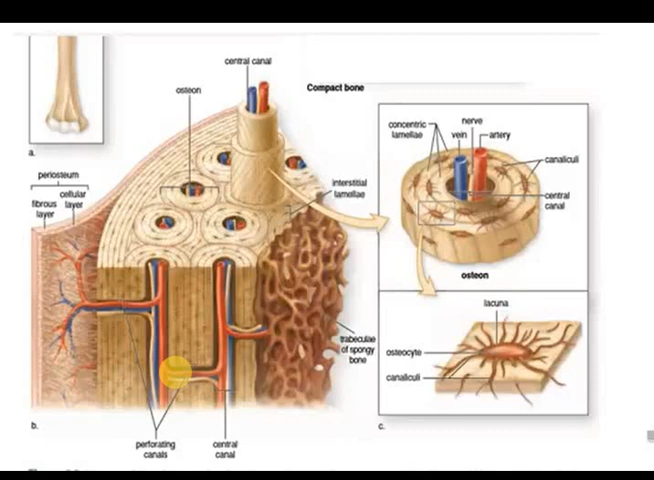 central canal
osteon
Compact bone
a.
periosteum
fibrous
layer
cellular
layer
interstitial
lamellae
trabeculae
of spongy
bone
b.
perforating
canals
central
canal
concentric
lamellae
nerve
vein
artery
canaliculi
central
canal
osteon
lacuna
osteocyte
canaliculi
c.